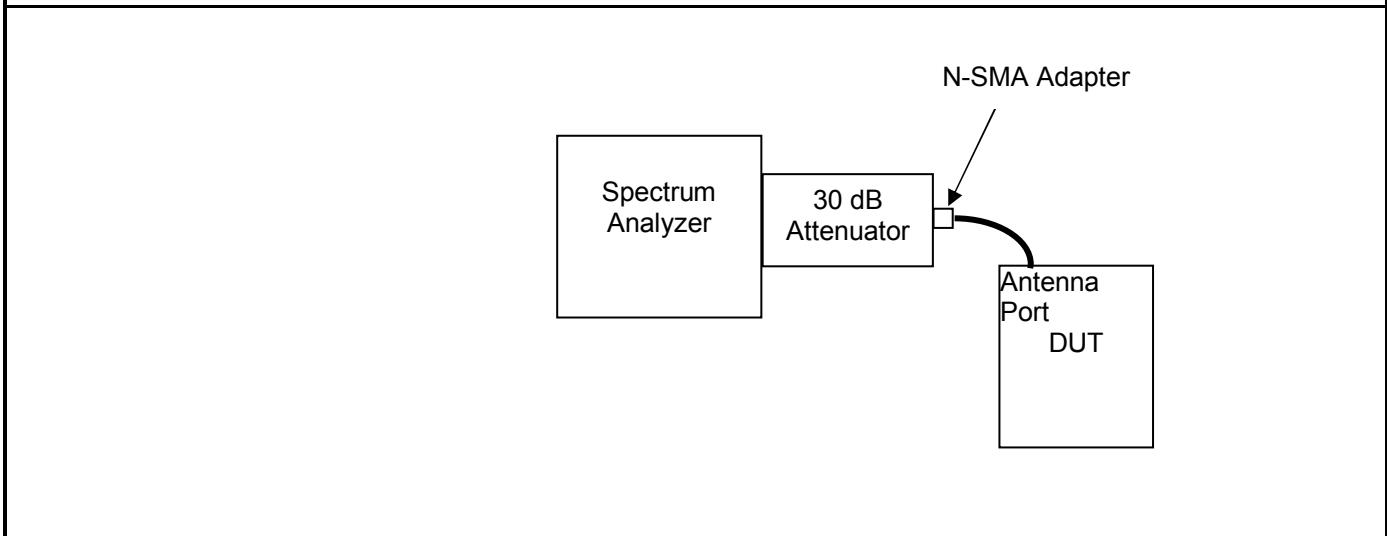 N-SMA Adapter
Spectrum
Analyzer
30 dB
Attenuator
Antenna
Port
DUT